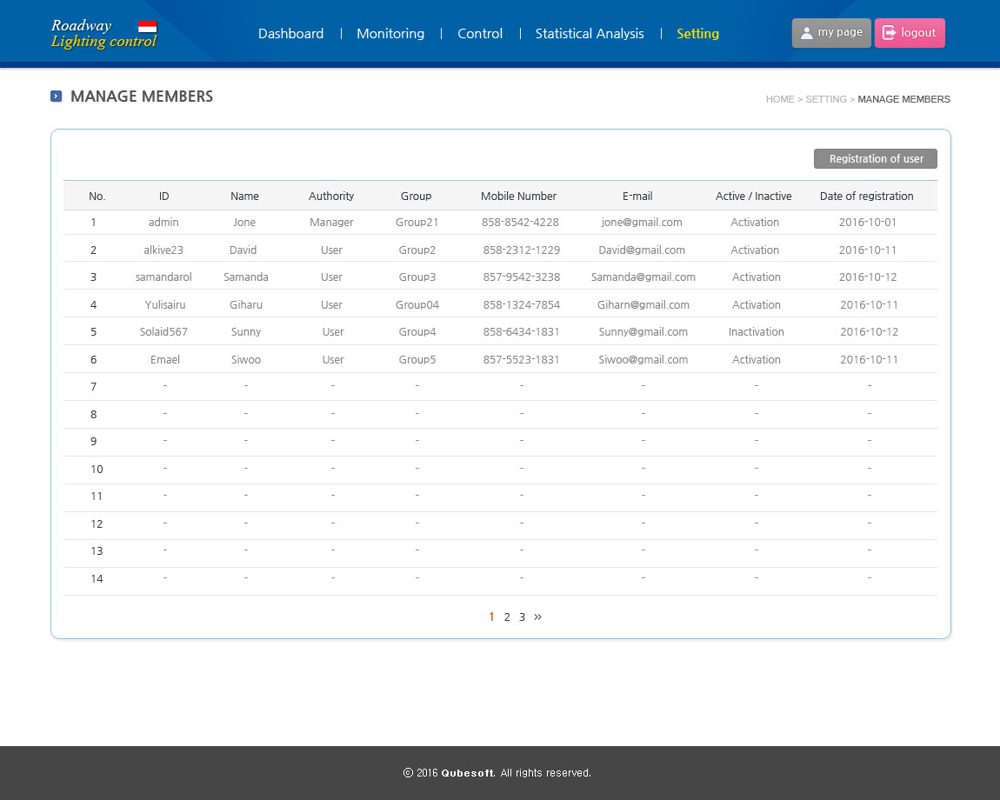 Roadway
Lighting control
Dashboard | Monitoring | Control | Statistical Analysis | Setting
my page
logout
MANAGE MEMBERS
HOME > SETTING > MANAGE MEMBERS
Registration of user
No. ID Name Authority Group Mobile Number E-mail Active / Inactive Date of registration
1 admin Jone Manager Group21 858-8542-4228 jone@gmail.com Activation 2016-10-01
2 alkive23 David User Group2 858-2312-1229 David@gmail.com Activation 2016-10-11
3 samandarol Samanda User Group3 857-9542-3238 Samanda@gmail.com Activation 2016-10-12
4 Yulisairu Giharu User Group04 858-1324-7854 Giharn@gmail.com Activation 2016-10-11
5 Solaid567 Sunny User Group4 858-6434-1831 Sunny@gmail.com Inactivation 2016-10-12
6 Emael Siwoo User Group5 857-5523-1831 Siwoo@gmail.com Activation 2016-10-11
7 - - - - - - - -
8 - - - - - - - -
9 - - - - - - - -
10 - - - - - - - -
11 - - - - - - - -
12 - - - - - - - -
13 - - - - - - - -
14 - - - - - - - -
1 2 3 »
© 2016 Qubesoft. All rights reserved.